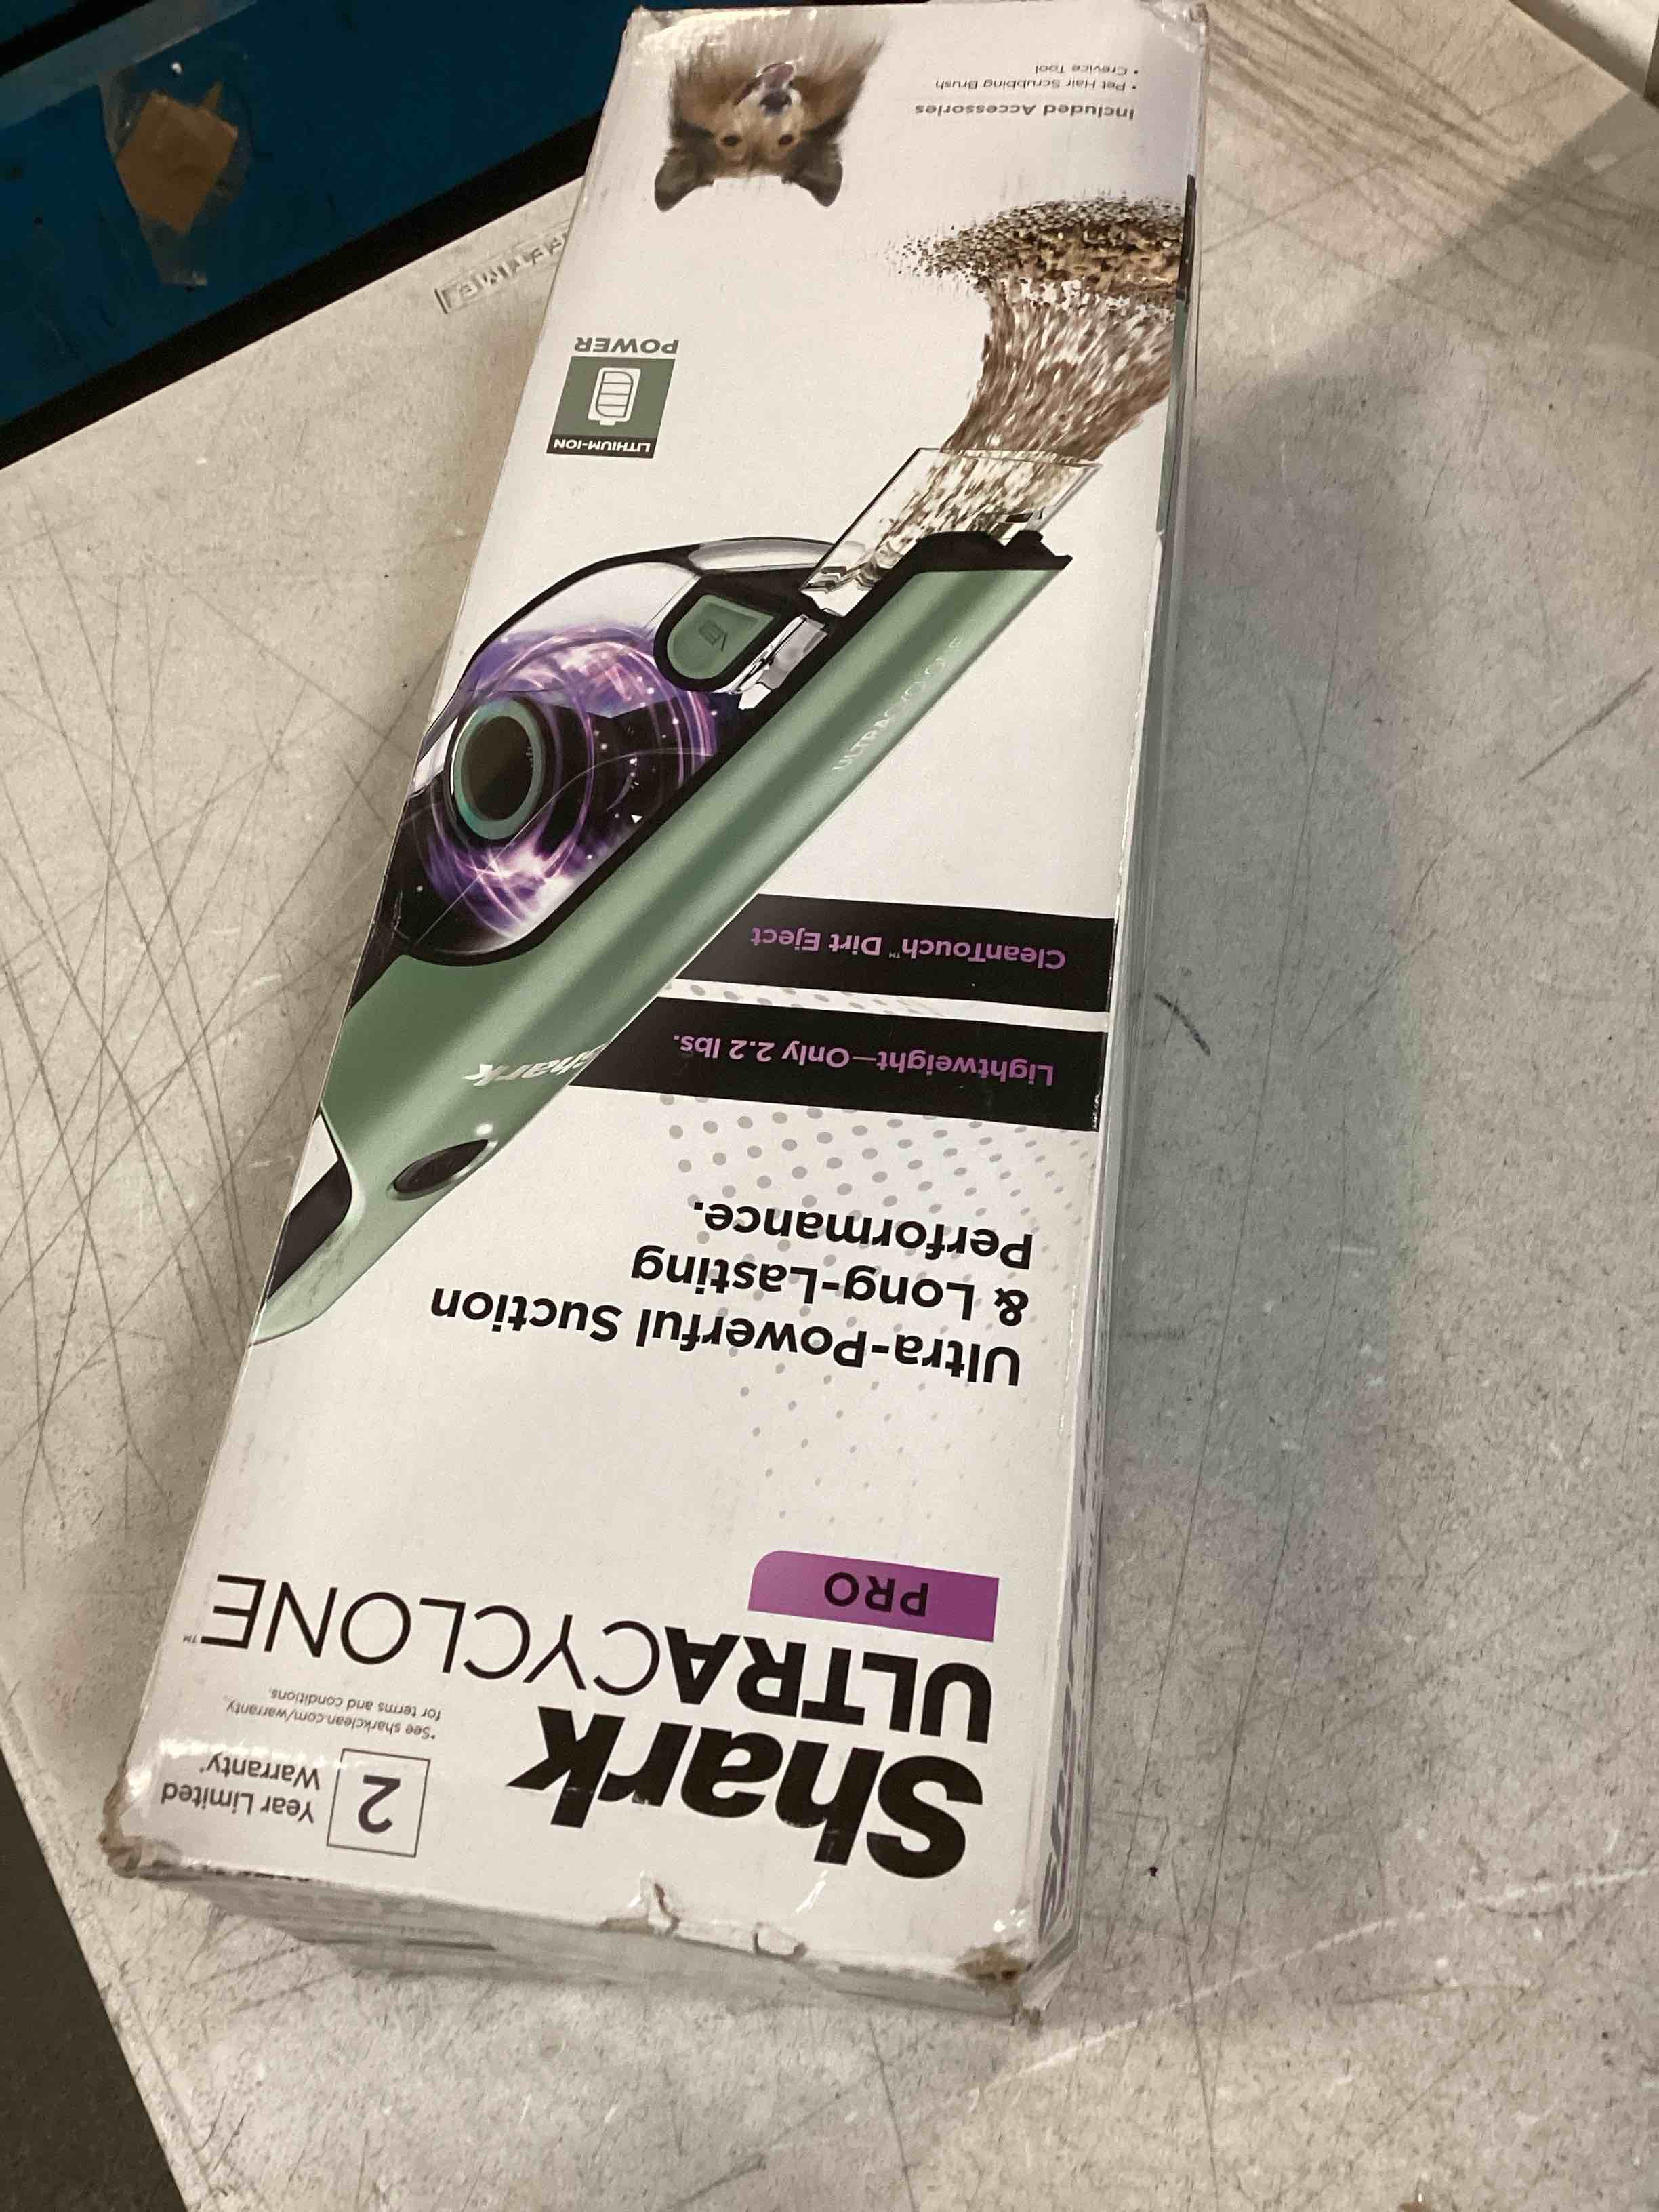 Shark
ULTRACYCLONE™
PRO
2
Year Limited
Warranty*
*See sharkclean.com/warranty
for terms and conditions.
Ultra-Powerful Suction
& Long-Lasting
Performance.
Lightweight—Only 2.2 lbs.
CleanTouch™ Dirt Eject
Shark
ULTRACYCLONE
LITHIUM-ION
POWER
Included Accessories
• Pet Hair Scrubbing Brush
• Crevice Tool